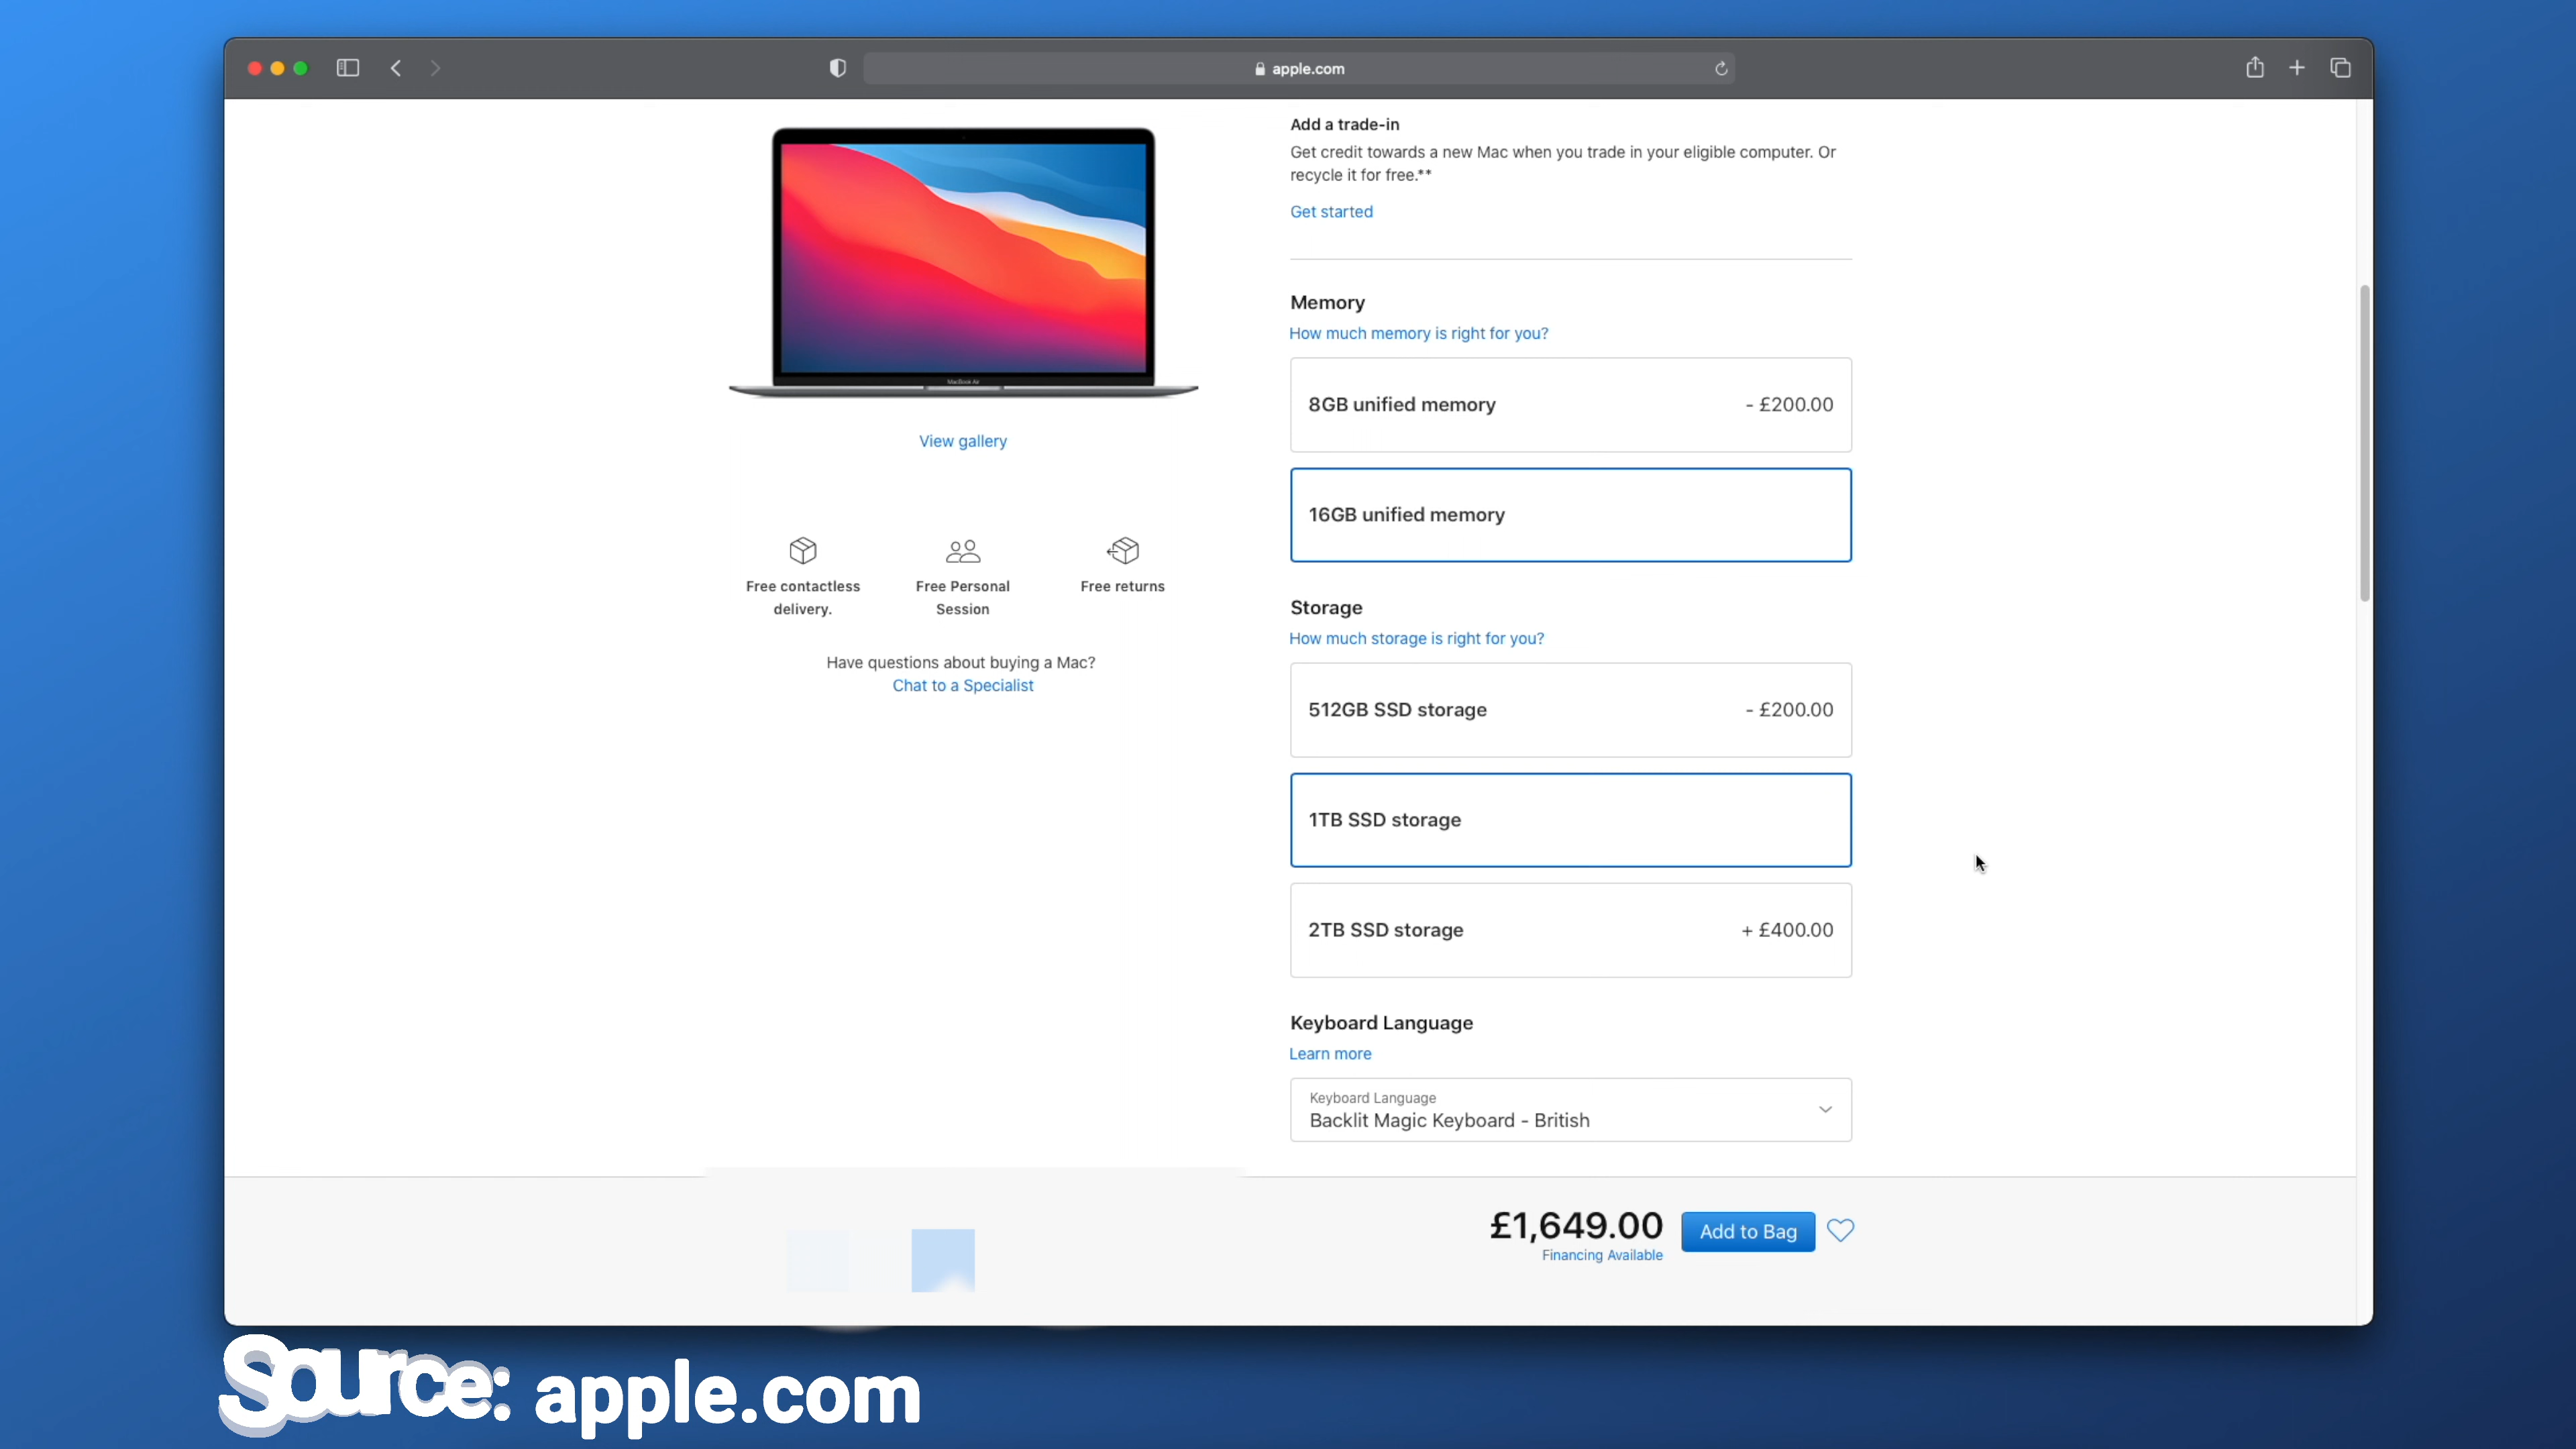 apple.com
Add a trade-in
Get credit towards a new Mac when you trade in your eligible computer. Or
recycle it for free.**
Get started
MacBook Air
View gallery
Free contactless
delivery.
Free Personal
Session
Free returns
Have questions about buying a Mac?
Chat to a Specialist
Memory
How much memory is right for you?
8GB unified memory - £200.00
16GB unified memory
Storage
How much storage is right for you?
512GB SSD storage - £200.00
1TB SSD storage
2TB SSD storage + £400.00
Keyboard Language
Learn more
Keyboard Language
Backlit Magic Keyboard - British
£1,649.00
Financing Available
Add to Bag
Source: apple.com